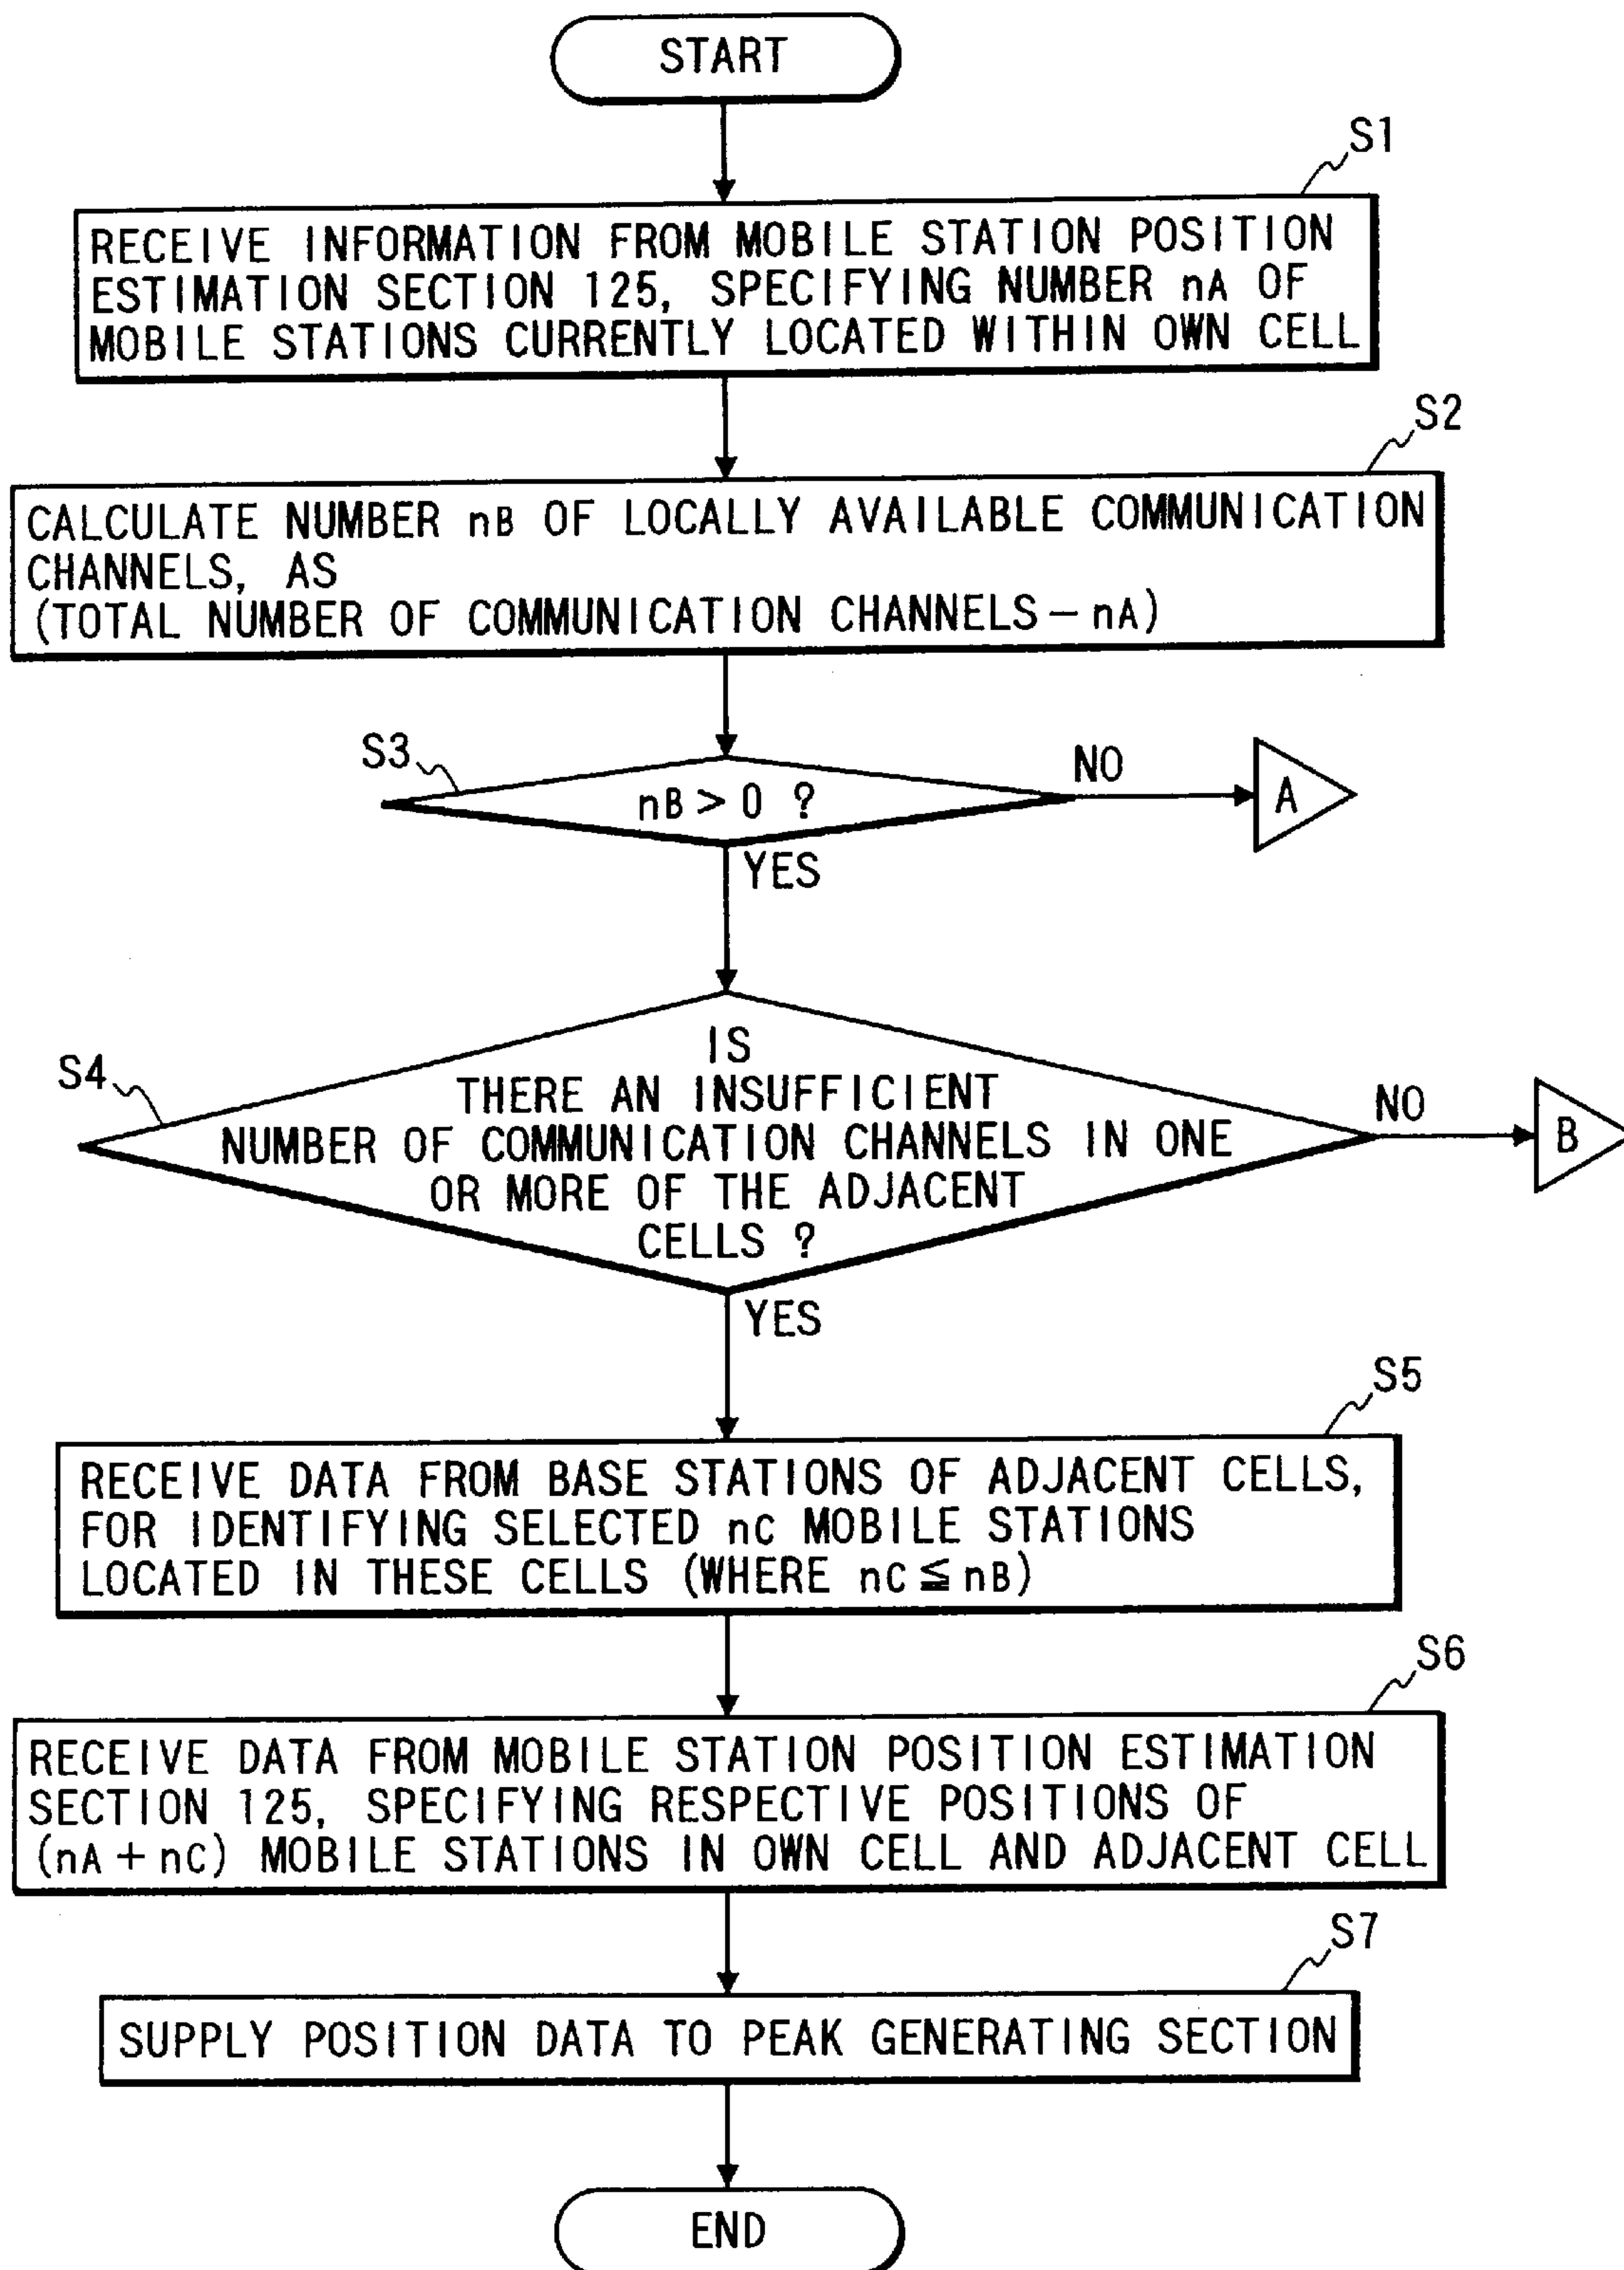 START
S1
RECEIVE INFORMATION FROM MOBILE STATION POSITION
ESTIMATION SECTION 125, SPECIFYING NUMBER nA OF
MOBILE STATIONS CURRENTLY LOCATED WITHIN OWN CELL
S2
CALCULATE NUMBER nB OF LOCALLY AVAILABLE COMMUNICATION
CHANNELS, AS
(TOTAL NUMBER OF COMMUNICATION CHANNELS - nA)
S3
nB > 0 ?
NO
A
YES
S4
IS
THERE AN INSUFFICIENT
NUMBER OF COMMUNICATION CHANNELS IN ONE
OR MORE OF THE ADJACENT
CELLS ?
NO
B
YES
S5
RECEIVE DATA FROM BASE STATIONS OF ADJACENT CELLS,
FOR IDENTIFYING SELECTED nC MOBILE STATIONS
LOCATED IN THESE CELLS (WHERE nC ≦ nB)
S6
RECEIVE DATA FROM MOBILE STATION POSITION ESTIMATION
SECTION 125, SPECIFYING RESPECTIVE POSITIONS OF
(nA + nC) MOBILE STATIONS IN OWN CELL AND ADJACENT CELL
S7
SUPPLY POSITION DATA TO PEAK GENERATING SECTION
END